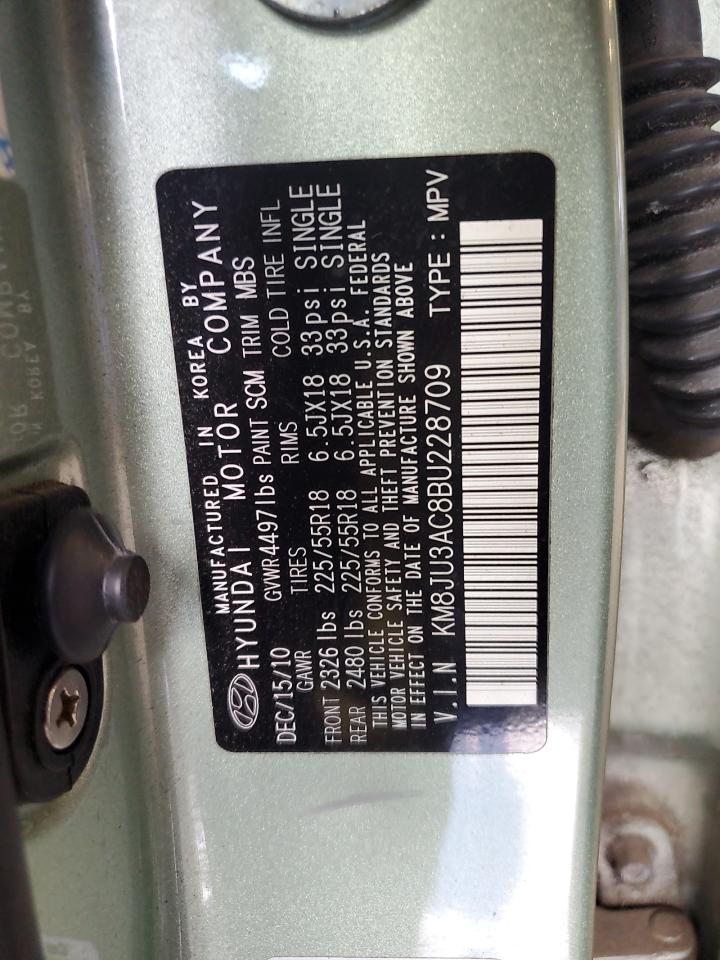 MANUFACTURED IN KOREA BY
HYUNDAI MOTOR COMPANY
DEC/15/10 GVWR4497lbs PAINT SCM TRIM MBS
GAWR TIRES RIMS COLD TIRE INFL
FRONT 2326 lbs 225/55R18 6.5JX18 33psi SINGLE
REAR 2480 lbs 225/55R18 6.5JX18 33 psi SINGLE
THIS VEHICLE CONFORMS TO ALL APPLICABLE U.S.A. FEDERAL
MOTOR VEHICLE SAFETY AND THEFT PREVENTION STANDARDS
IN EFFECT ON THE DATE OF MANUFACTURE SHOWN ABOVE
V.I.N KM8JU3AC8BU228709 TYPE : MPV